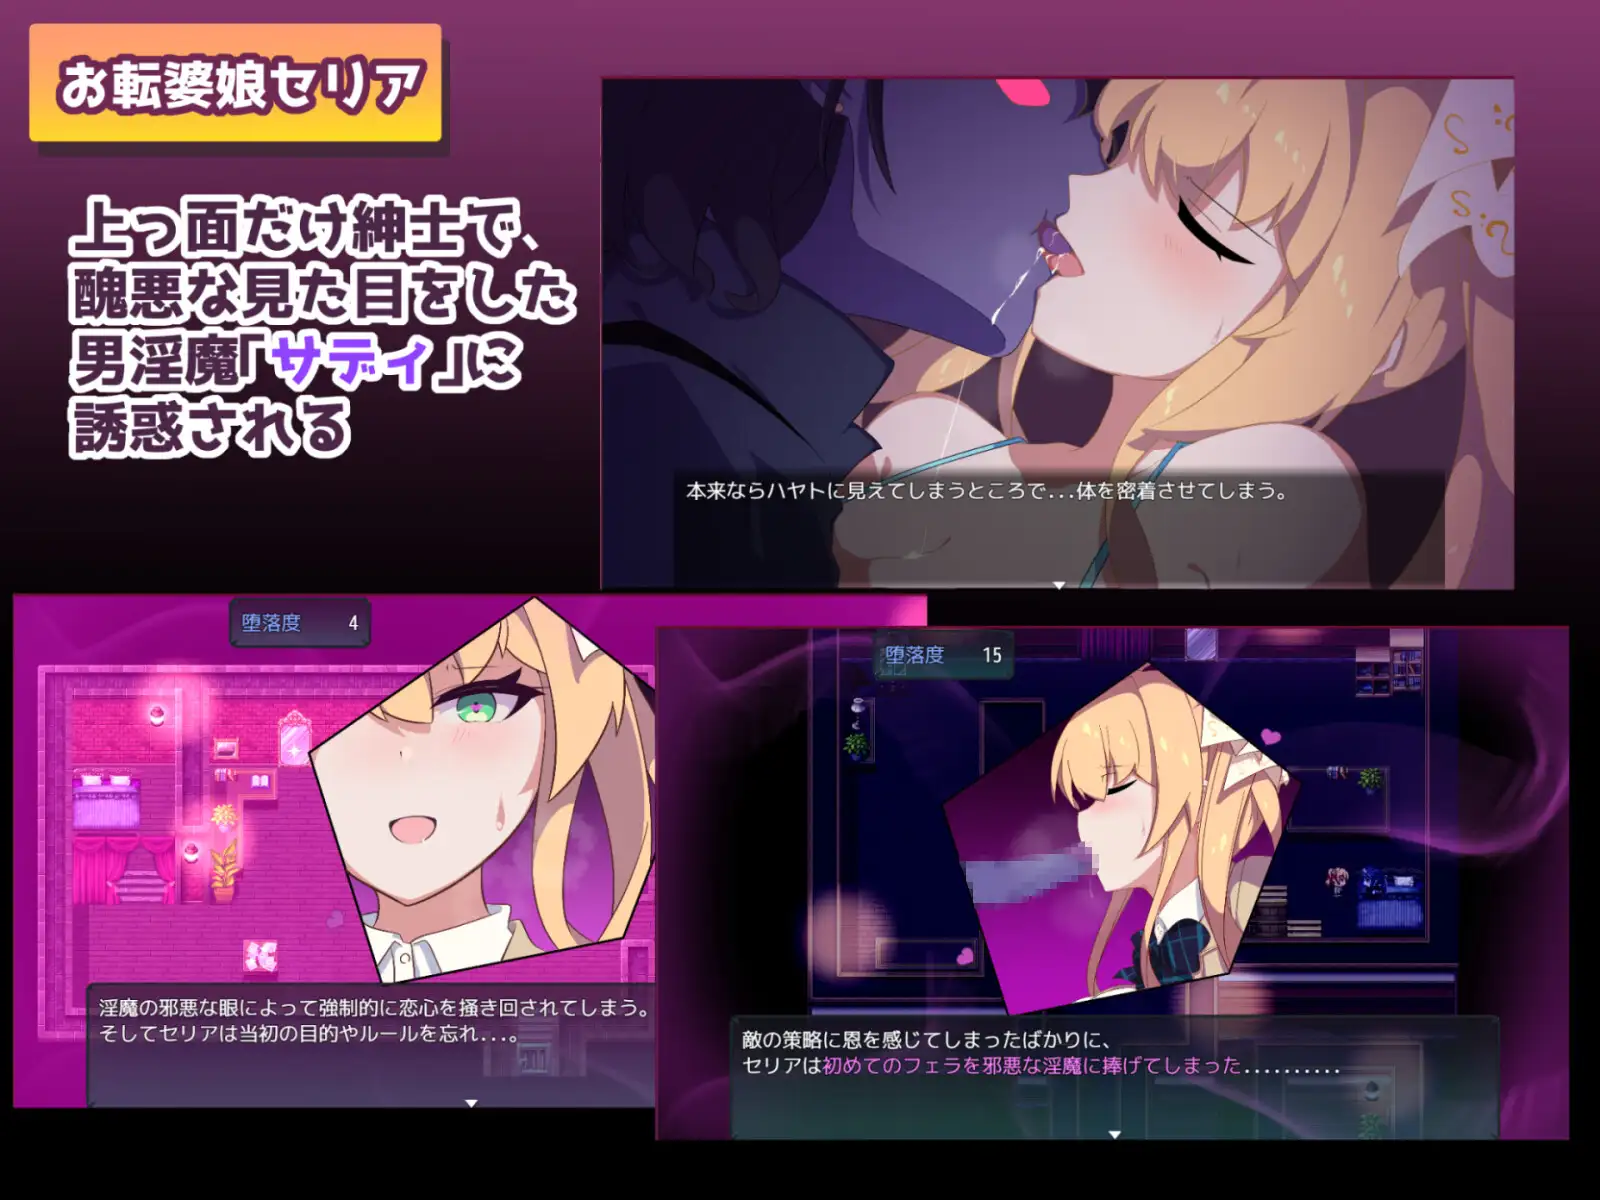 お転婆娘セリア
上っ面だけ紳士で、
醜悪な見た目をした
男淫魔「サディ」に
誘惑される
本来ならハヤトに見えてしまうところで...体を密着させてしまう。
堕落度 4
淫魔の邪悪な眼によって強制的に恋心を掻き回されてしまう。
そしてセリアは当初の目的やルールを忘れ...。
堕落度 15
敵の策略に恩を感じてしまったばかりに、
セリアは初めてのフェラを邪悪な淫魔に捧げてしまった..........